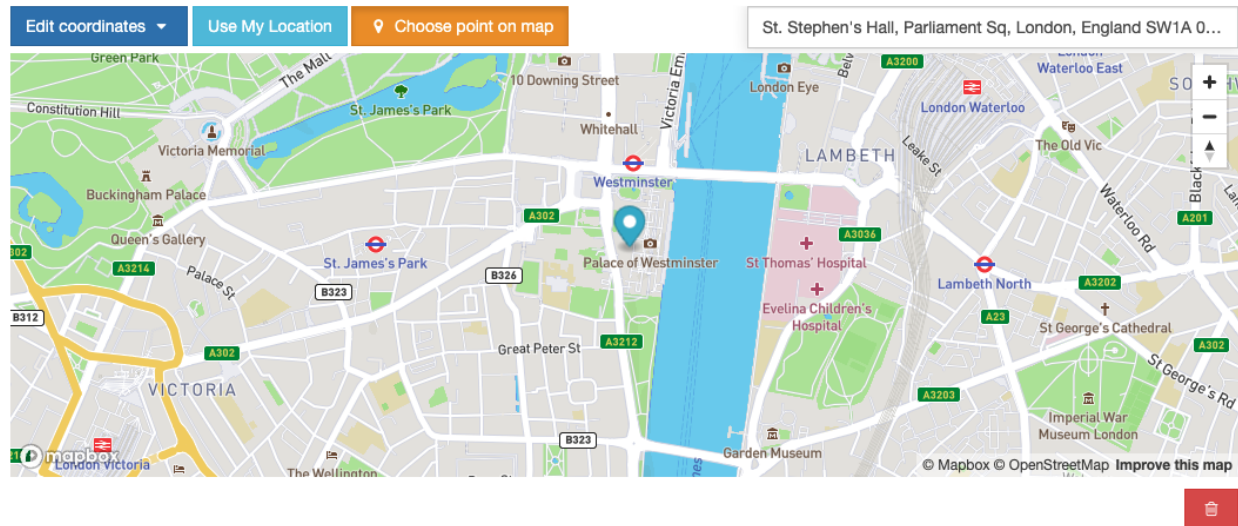 Edit coordinates
Use My Location
Choose point on map
St. Stephen's Hall, Parliament Sq, London, England SW1A 0...
Green Park
The Mall
10 Downing Street
Victoria Em
London Eye
Belv
A3200
London
Waterloo East
+
−
Constitution Hill
St. James's Park
Whitehall
London Waterloo
Victoria Memorial
Westminster
LAMBETH
Leake St
The Old Vic
Buckingham Palace
A302
Waterloo Rd
A201
Queen's Gallery
A3036
302
A3214
St. James's Park
Palace of Westminster
St Thomas' Hospital
Palace St
B323
B326
Lambeth North
A3202
B312
Evelina Children's
Hospital
A23
St George's Cathedral
A302
Great Peter St
A3212
A302
St George's Rd
VICTORIA
A3203
Imperial War
Museum London
B323
mapbox
London Victoria
The Wellington
Garden Museum
© Mapbox © OpenStreetMap Improve this map